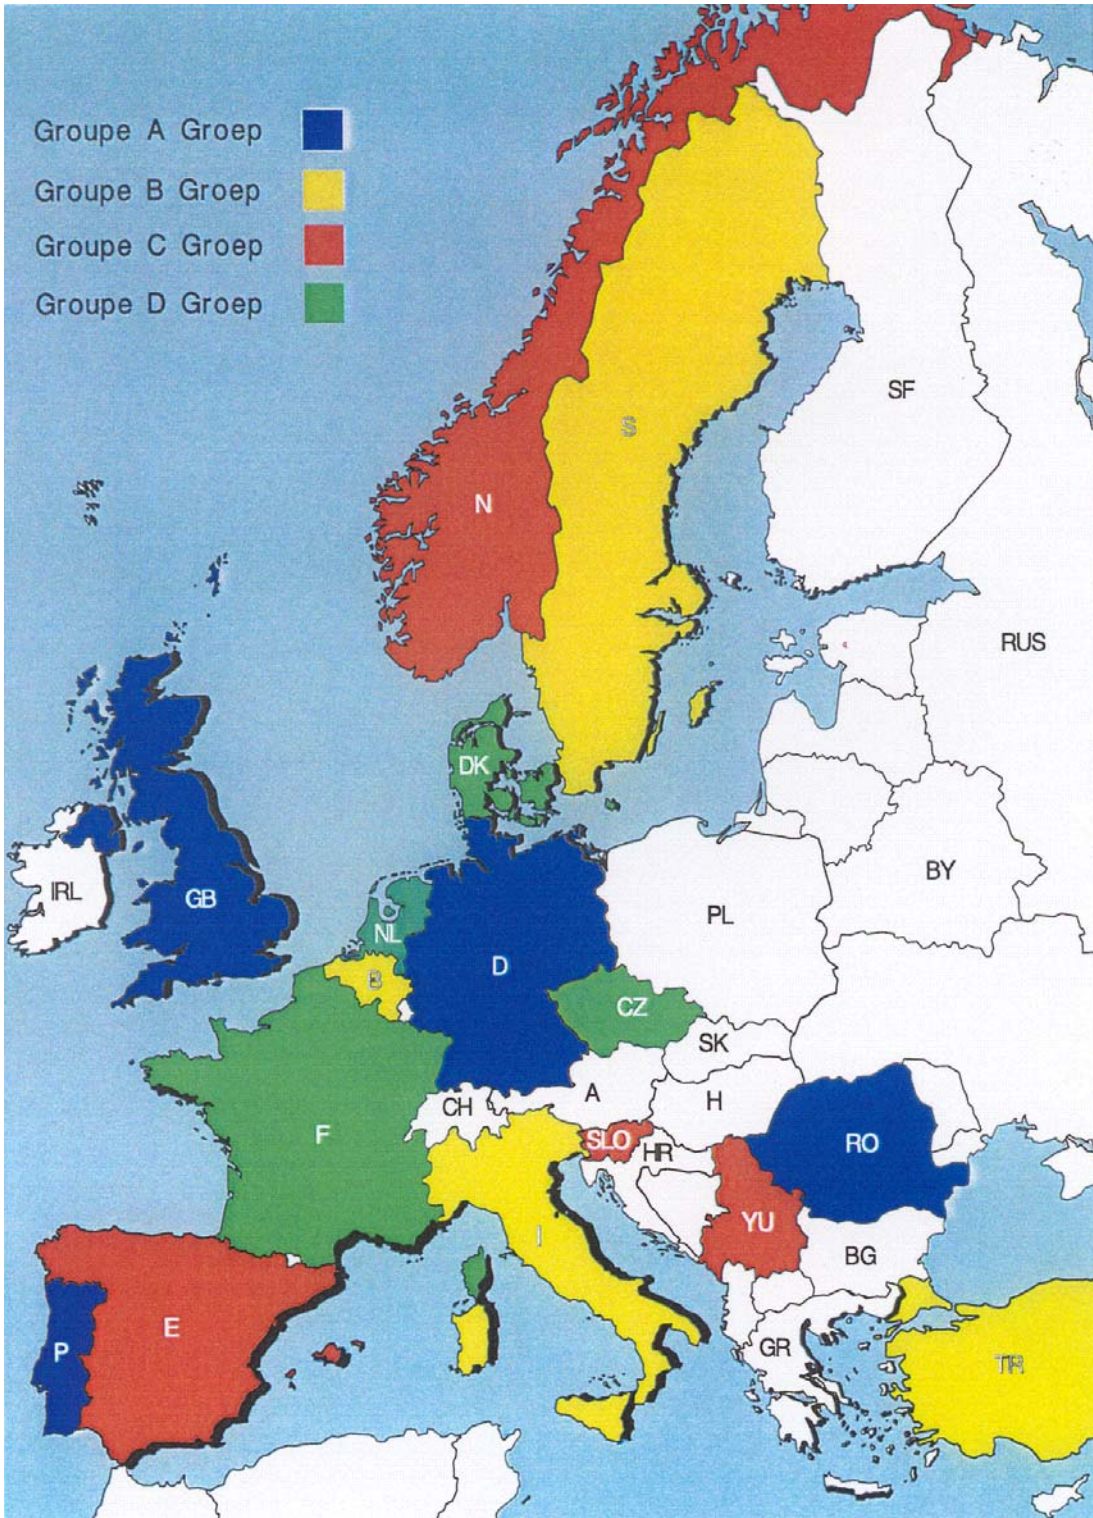 Groupe A Groep
Groupe B Groep
Groupe C Groep
Groupe D Groep
SF
S
N
RUS
DK
IRL
GB
BY
NL
PL
D
B
CZ
SK
A
CH
H
F
SLO
HR
RO
YU
I
BG
E
P
GR
TR